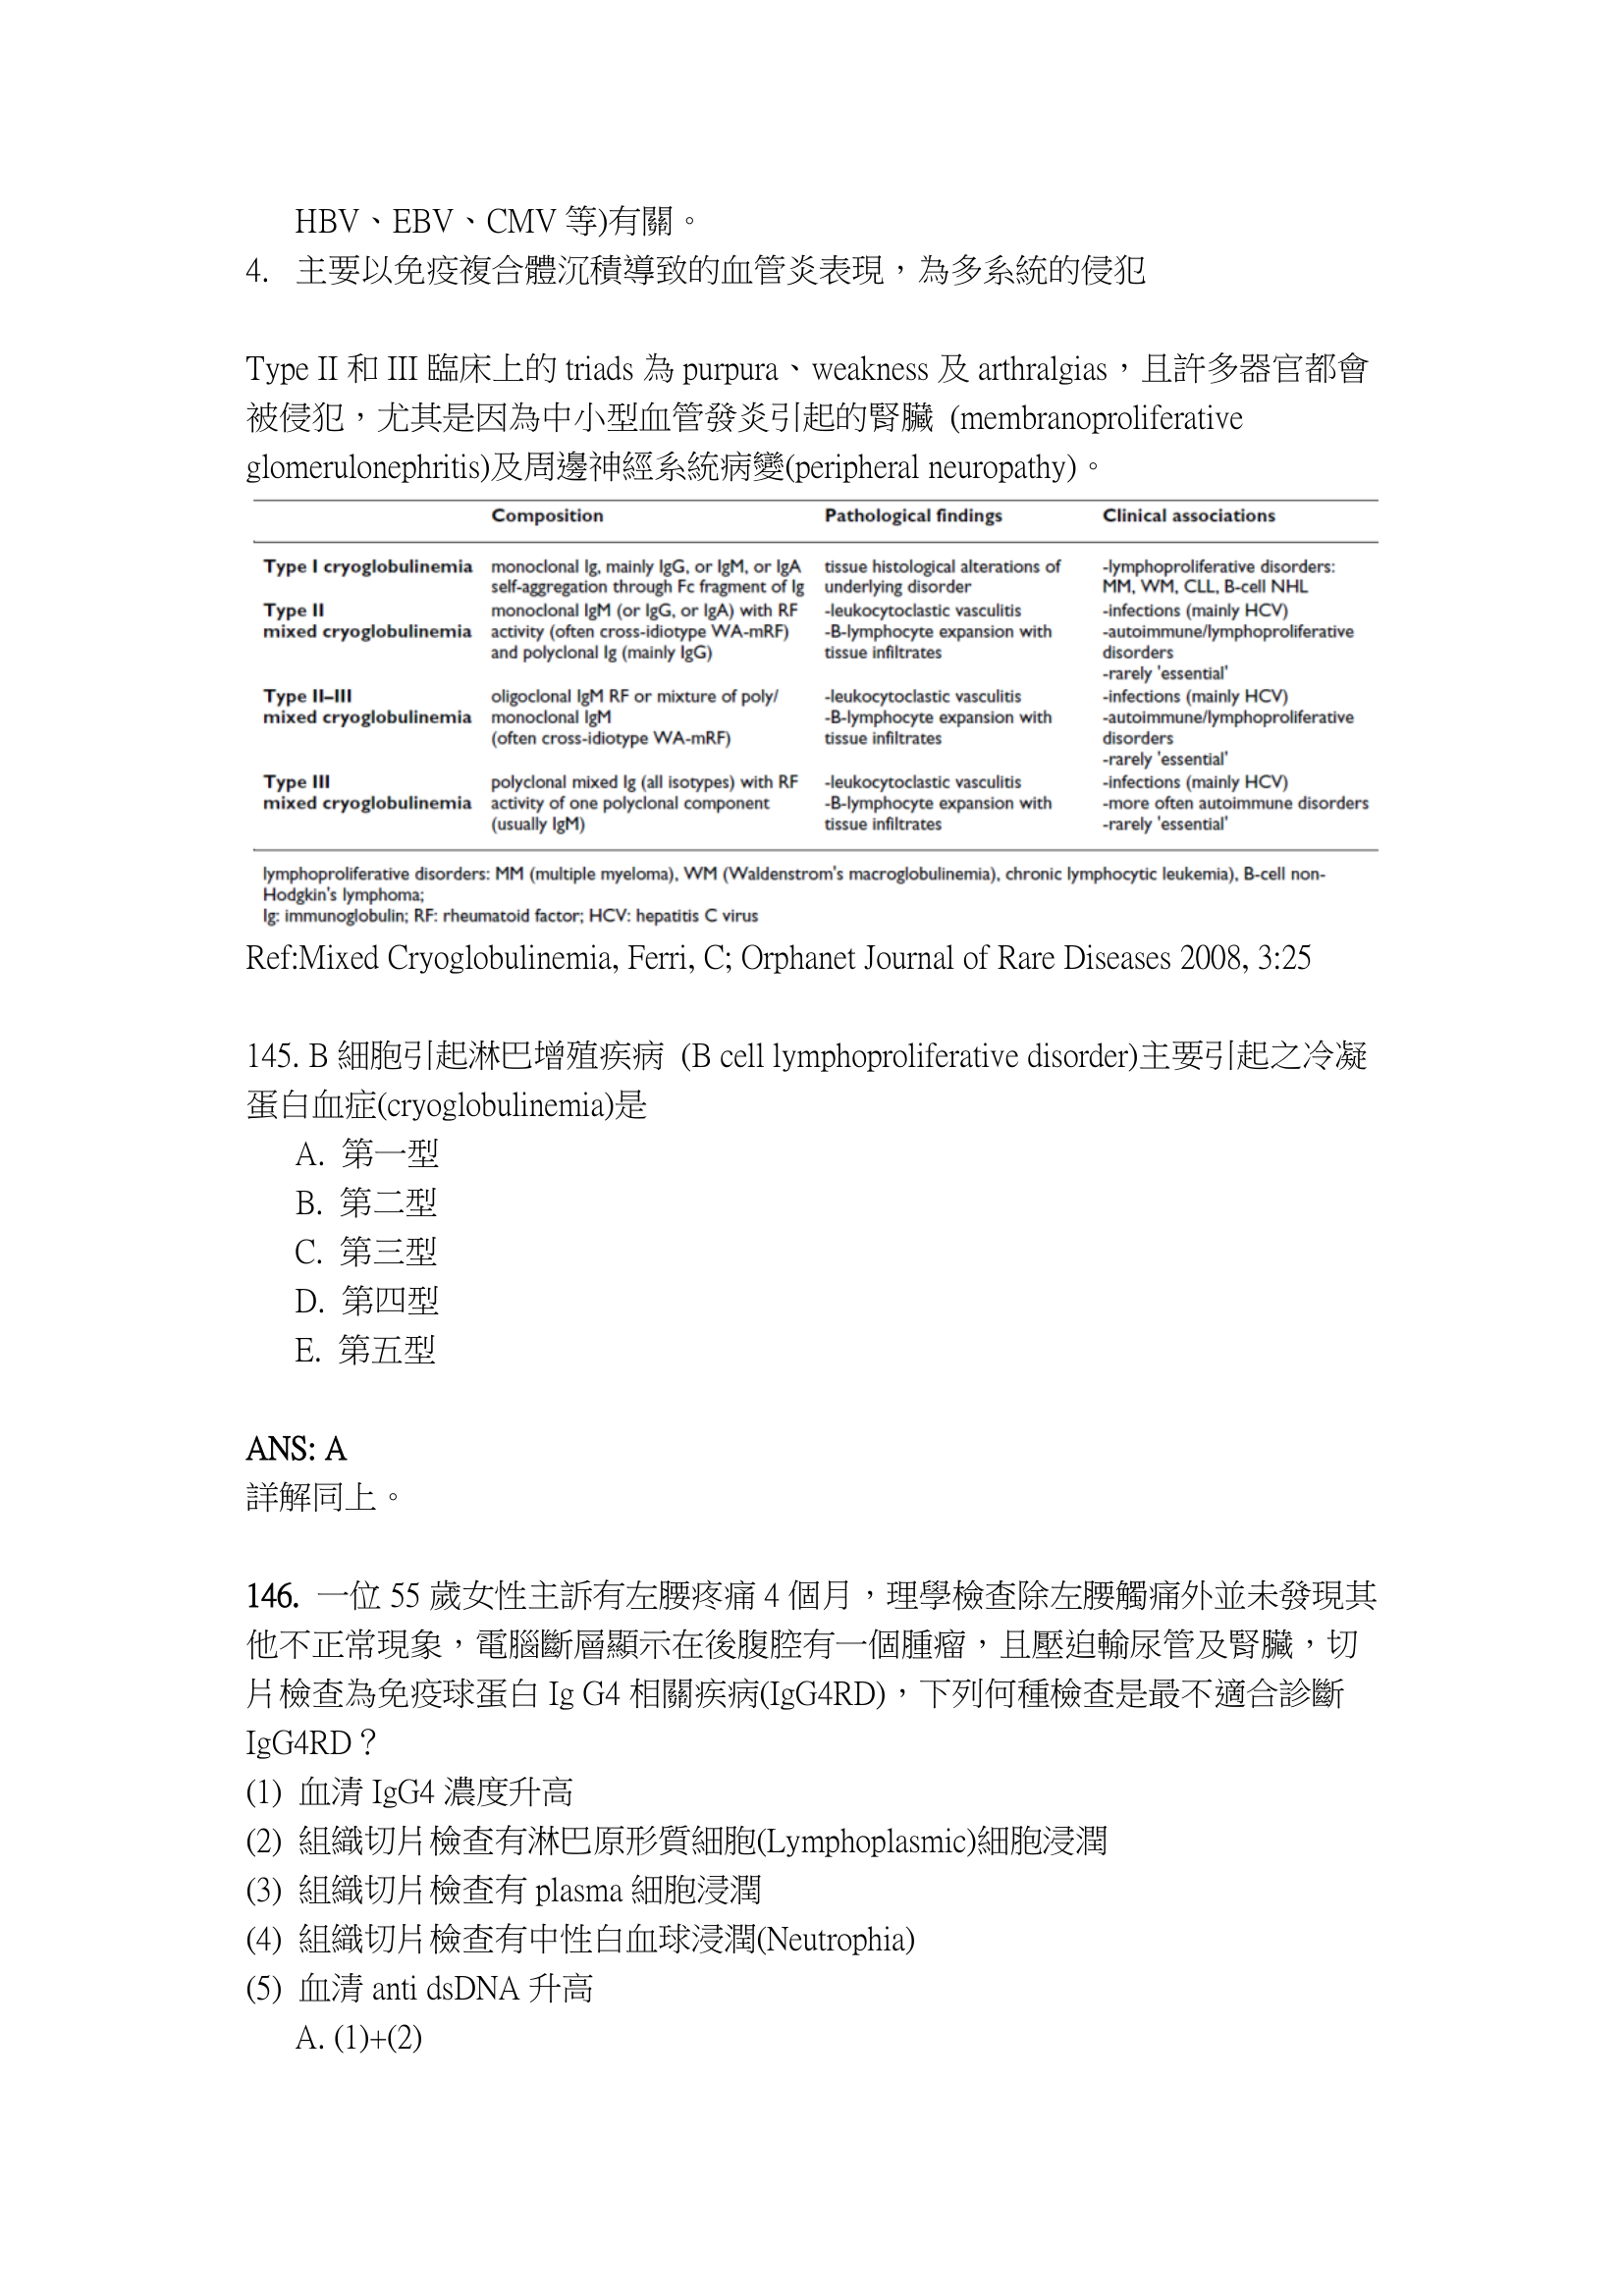 HBV、EBV、CMV 等)有關。
4. 主要以免疫複合體沉積導致的血管炎表現，為多系統的侵犯
Type II 和 III 臨床上的 triads 為 purpura、weakness 及 arthralgias，且許多器官都會
被侵犯，尤其是因為中小型血管發炎引起的腎臟 (membranoproliferative
glomerulonephritis)及周邊神經系統病變(peripheral neuropathy)。
Composition Pathological findings Clinical associations
Type I cryoglobulinemia monoclonal Ig, mainly IgG, or IgM, or IgA tissue histological alterations of -lymphoproliferative disorders:
self-aggregation through Fc fragment of Ig underlying disorder MM, WM, CLL, B-cell NHL
Type II monoclonal IgM (or IgG, or IgA) with RF -leukocytoclastic vasculitis -infections (mainly HCV)
mixed cryoglobulinemia activity (often cross-idiotype WA-mRF) -B-lymphocyte expansion with -autoimmune/lymphoproliferative
and polyclonal Ig (mainly IgG) tissue infiltrates disorders
-rarely 'essential'
Type II–III oligoclonal IgM RF or mixture of poly/ -leukocytoclastic vasculitis -infections (mainly HCV)
mixed cryoglobulinemia monoclonal IgM -B-lymphocyte expansion with -autoimmune/lymphoproliferative
(often cross-idiotype WA-mRF) tissue infiltrates disorders
-rarely 'essential'
Type III polyclonal mixed Ig (all isotypes) with RF -leukocytoclastic vasculitis -infections (mainly HCV)
mixed cryoglobulinemia activity of one polyclonal component -B-lymphocyte expansion with -more often autoimmune disorders
(usually IgM) tissue infiltrates -rarely 'essential'
lymphoproliferative disorders: MM (multiple myeloma), WM (Waldenstrom's macroglobulinemia), chronic lymphocytic leukemia), B-cell non-
Hodgkin's lymphoma;
Ig: immunoglobulin; RF: rheumatoid factor; HCV: hepatitis C virus
Ref:Mixed Cryoglobulinemia, Ferri, C; Orphanet Journal of Rare Diseases 2008, 3:25
145. B 細胞引起淋巴增殖疾病 (B cell lymphoproliferative disorder)主要引起之冷凝
蛋白血症(cryoglobulinemia)是
A. 第一型
B. 第二型
C. 第三型
D. 第四型
E. 第五型
ANS: A
詳解同上。
146. 一位 55 歲女性主訴有左腰疼痛 4 個月，理學檢查除左腰觸痛外並未發現其
他不正常現象，電腦斷層顯示在後腹腔有一個腫瘤，且壓迫輸尿管及腎臟，切
片檢查為免疫球蛋白 Ig G4 相關疾病(IgG4RD)，下列何種檢查是最不適合診斷
IgG4RD？
(1) 血清 IgG4 濃度升高
(2) 組織切片檢查有淋巴原形質細胞(Lymphoplasmic)細胞浸潤
(3) 組織切片檢查有 plasma 細胞浸潤
(4) 組織切片檢查有中性白血球浸潤(Neutrophia)
(5) 血清 anti dsDNA 升高
A. (1)+(2)